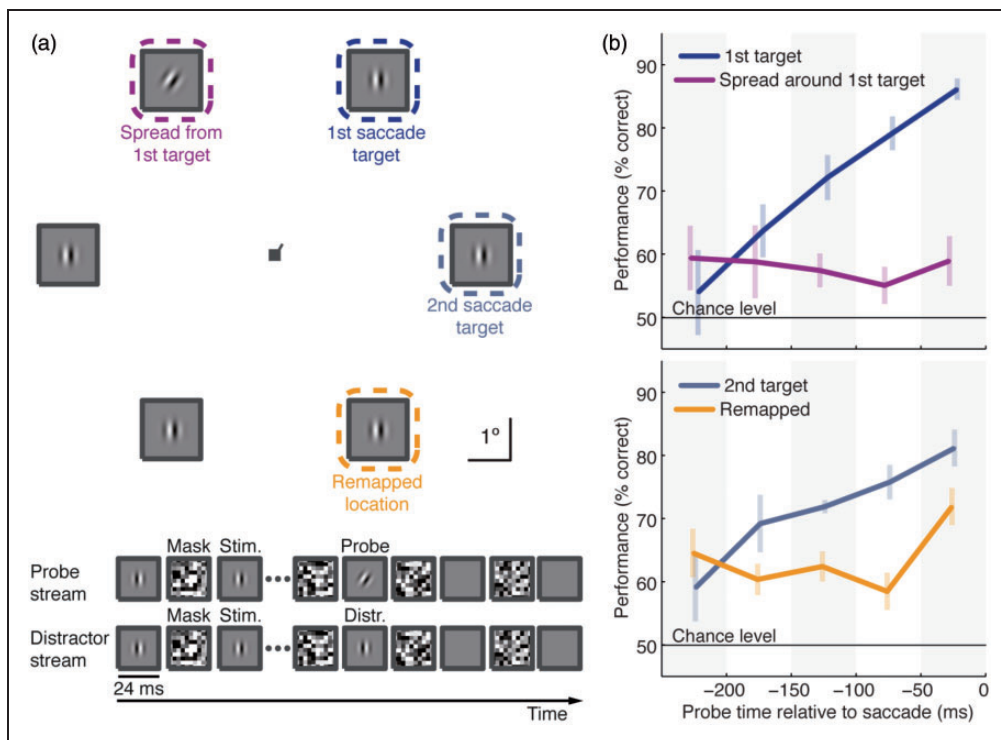 (a)
Spread from
1st target
1st saccade
target
2nd saccade
target
1°
Remapped
location
Mask Stim. Probe
Probe
stream
Mask Stim. Distr.
Distractor
stream
24 ms
Time
(b)
1st target
Spread around 1st target
90
80
70
60
50
Performance (% correct)
Chance level
2nd target
Remapped
90
80
70
60
50
Performance (% correct)
Chance level
−200 −150 −100 −50 0
Probe time relative to saccade (ms)